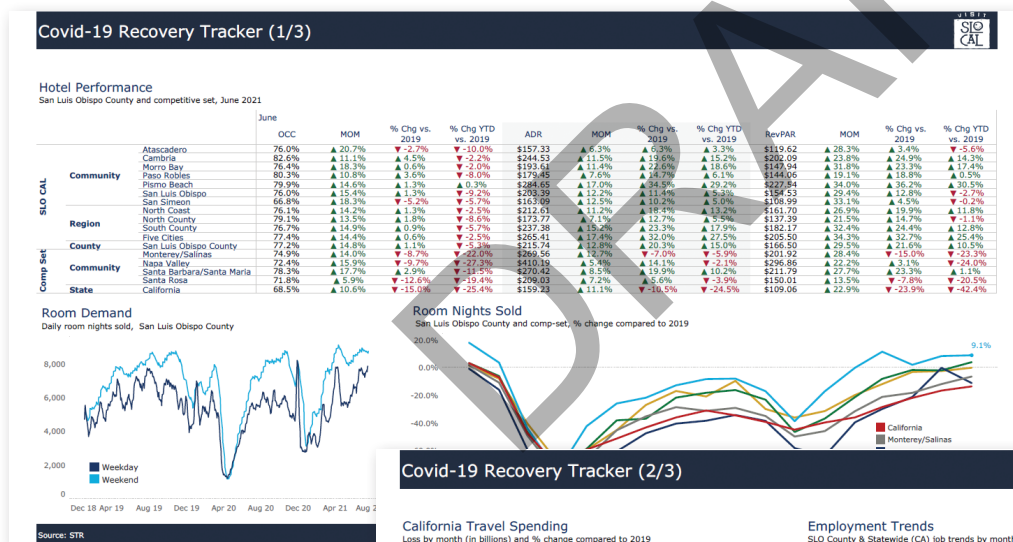 Covid-19 Recovery Tracker (1/3)
VISIT
SLO
CAL
Hotel Performance
San Luis Obispo County and competitive set, June 2021
June
OCC MOM % Chg vs. 2019 % Chg YTD vs. 2019 ADR MOM % Chg vs. 2019 % Chg YTD vs. 2019 RevPAR MOM % Chg vs. 2019 % Chg YTD vs. 2019
SLO CAL
Community
Atascadero 76.0% ▲ 20.7% ▼ -2.7% ▼ -10.0% $157.33 ▲ 6.3% ▲ 6.3% ▲ 3.3% $119.62 ▲ 28.3% ▲ 3.4% ▼ -5.6%
Cambria 82.6% ▲ 11.1% ▲ 4.5% ▼ -2.2% $244.57 ▲ 11.5% ▲ 19.6% ▲ 15.2% $202.09 ▲ 23.8% ▲ 24.9% ▲ 14.3%
Morro Bay 76.4% ▲ 18.3% ▲ 0.6% ▼ -2.0% $193.61 ▲ 11.4% ▲ 22.6% ▲ 18.6% $147.94 ▲ 31.8% ▲ 23.3% ▲ 17.4%
Paso Robles 80.3% ▲ 10.8% ▲ 3.6% ▼ -8.0% $179.45 ▲ 7.6% ▲ 14.7% ▲ 6.1% $144.06 ▲ 19.1% ▲ 18.8% ▲ 0.5%
Pismo Beach 79.9% ▲ 14.6% ▲ 1.3% ▲ 0.3% $284.65 ▲ 17.0% ▲ 34.5% ▲ 29.2% $227.54 ▲ 34.0% ▲ 36.2% ▲ 30.5%
San Luis Obispo 76.0% ▲ 15.4% ▲ 1.3% ▼ -9.2% $203.39 ▲ 12.2% ▲ 11.4% ▲ 5.3% $154.53 ▲ 29.4% ▲ 12.8% ▼ -2.7%
San Simeon 66.8% ▲ 18.3% ▼ -5.2% ▼ -5.7% $163.09 ▲ 12.5% ▲ 10.2% ▲ 5.0% $108.99 ▲ 33.1% ▲ 4.5% ▼ -0.2%
Region
North Coast 76.1% ▲ 14.2% ▲ 1.3% ▼ -2.5% $212.61 ▲ 11.2% ▲ 18.4% ▲ 13.2% $161.70 ▲ 26.9% ▲ 19.9% ▲ 11.8%
North County 79.1% ▲ 13.5% ▲ 1.8% ▼ -8.6% $173.77 ▲ 7.1% ▲ 12.7% ▲ 5.5% $137.39 ▲ 21.5% ▲ 14.7% ▼ -1.1%
South County 76.7% ▲ 14.9% ▲ 0.9% ▼ -5.7% $237.38 ▲ 15.2% ▲ 23.3% ▲ 17.9% $182.17 ▲ 32.4% ▲ 24.4% ▲ 12.8%
Five Cities 77.4% ▲ 14.4% ▲ 0.6% ▼ -2.5% $265.41 ▲ 17.4% ▲ 32.0% ▲ 27.5% $205.50 ▲ 34.3% ▲ 32.7% ▲ 25.4%
County San Luis Obispo County 77.2% ▲ 14.8% ▲ 1.1% ▼ -5.3% $215.74 ▲ 12.8% ▲ 20.3% ▲ 15.0% $166.50 ▲ 29.5% ▲ 21.6% ▲ 10.5%
Comp Set
Community
Monterey/Salinas 74.9% ▲ 14.0% ▼ -8.7% ▼ -22.0% $269.56 ▲ 12.7% ▼ -7.0% ▼ -5.9% $201.92 ▲ 28.4% ▼ -15.0% ▼ -23.3%
Napa Valley 72.4% ▲ 15.9% ▼ -9.7% ▼ -27.3% $410.19 ▲ 5.4% ▲ 14.1% ▼ -2.1% $296.86 ▲ 22.2% ▲ 3.1% ▼ -24.0%
Santa Barbara/Santa Maria 78.3% ▲ 17.7% ▲ 2.9% ▼ -11.5% $270.42 ▲ 8.5% ▲ 19.9% ▲ 10.2% $211.79 ▲ 27.7% ▲ 23.3% ▲ 1.1%
Santa Rosa 71.8% ▲ 5.9% ▼ -12.6% ▼ -19.4% $209.03 ▲ 7.2% ▲ 5.6% ▼ -3.9% $150.01 ▲ 13.5% ▼ -7.8% ▼ -20.5%
State California 68.5% ▲ 10.6% ▼ -15.0% ▼ -25.4% $159.23 ▲ 11.1% ▼ -10.5% ▼ -24.5% $109.06 ▲ 22.9% ▼ -23.9% ▼ -42.4%
Room Demand
Daily room nights sold, San Luis Obispo County
8,000
6,000
4,000
2,000
0
Weekday
Weekend
Dec 18 Apr 19 Aug 19 Dec 19 Apr 20 Aug 20 Dec 20 Apr 21 Aug 2
Source: STR
Room Nights Sold
San Luis Obispo County and comp-set, % change compared to 2019
20.0%
0.0%
-20.0%
-40.0%
9.1%
California
Monterey/Salinas
Covid-19 Recovery Tracker (2/3)
California Travel Spending
Loss by month (in billions) and % change compared to 2019
Employment Trends
SLO County & Statewide (CA) job trends by month
DRA